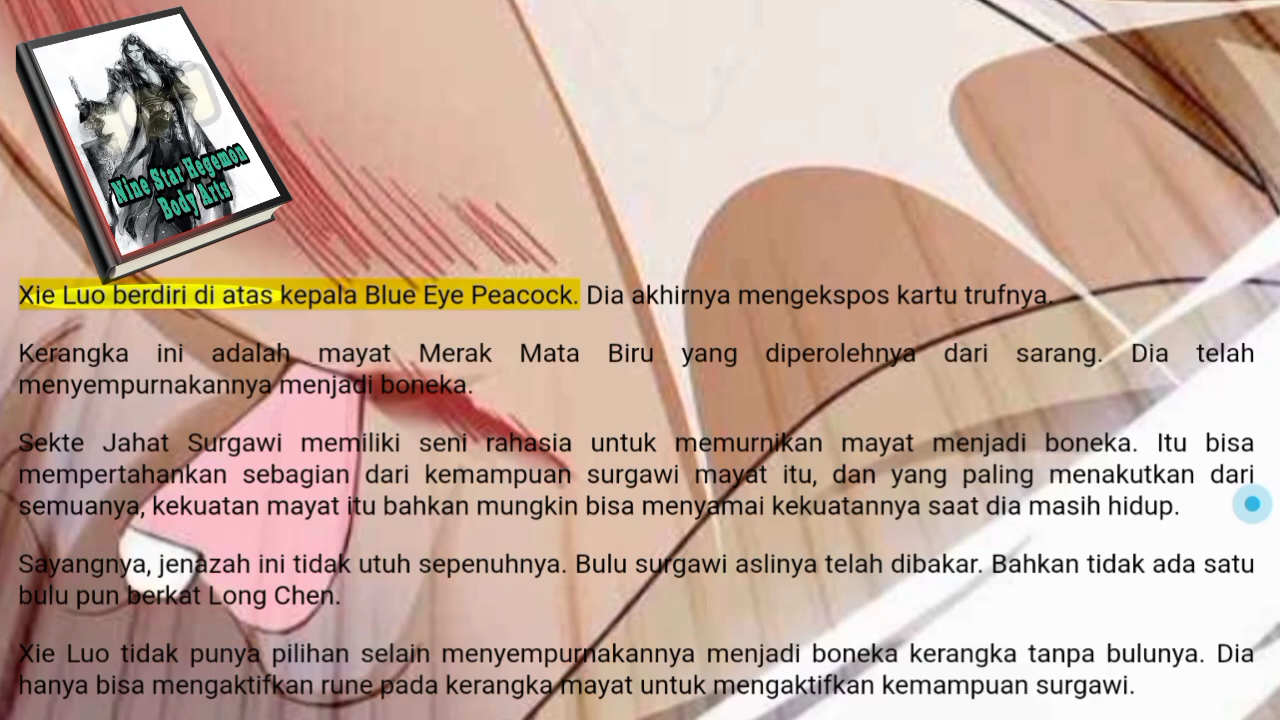 Nine Star Hegemon
Body Arts
Xie Luo berdiri di atas kepala Blue Eye Peacock. Dia akhirnya mengekspos kartu trufnya.
Kerangka ini adalah mayat Merak Mata Biru yang diperolehnya dari sarang. Dia telah
menyempurnakannya menjadi boneka.
Sekte Jahat Surgawi memiliki seni rahasia untuk memurnikan mayat menjadi boneka. Itu bisa
mempertahankan sebagian dari kemampuan surgawi mayat itu, dan yang paling menakutkan dari
semuanya, kekuatan mayat itu bahkan mungkin bisa menyamai kekuatannya saat dia masih hidup.
Sayangnya, jenazah ini tidak utuh sepenuhnya. Bulu surgawi aslinya telah dibakar. Bahkan tidak ada satu
bulu pun berkat Long Chen.
Xie Luo tidak punya pilihan selain menyempurnakannya menjadi boneka kerangka tanpa bulunya. Dia
hanya bisa mengaktifkan rune pada kerangka mayat untuk mengaktifkan kemampuan surgawi.